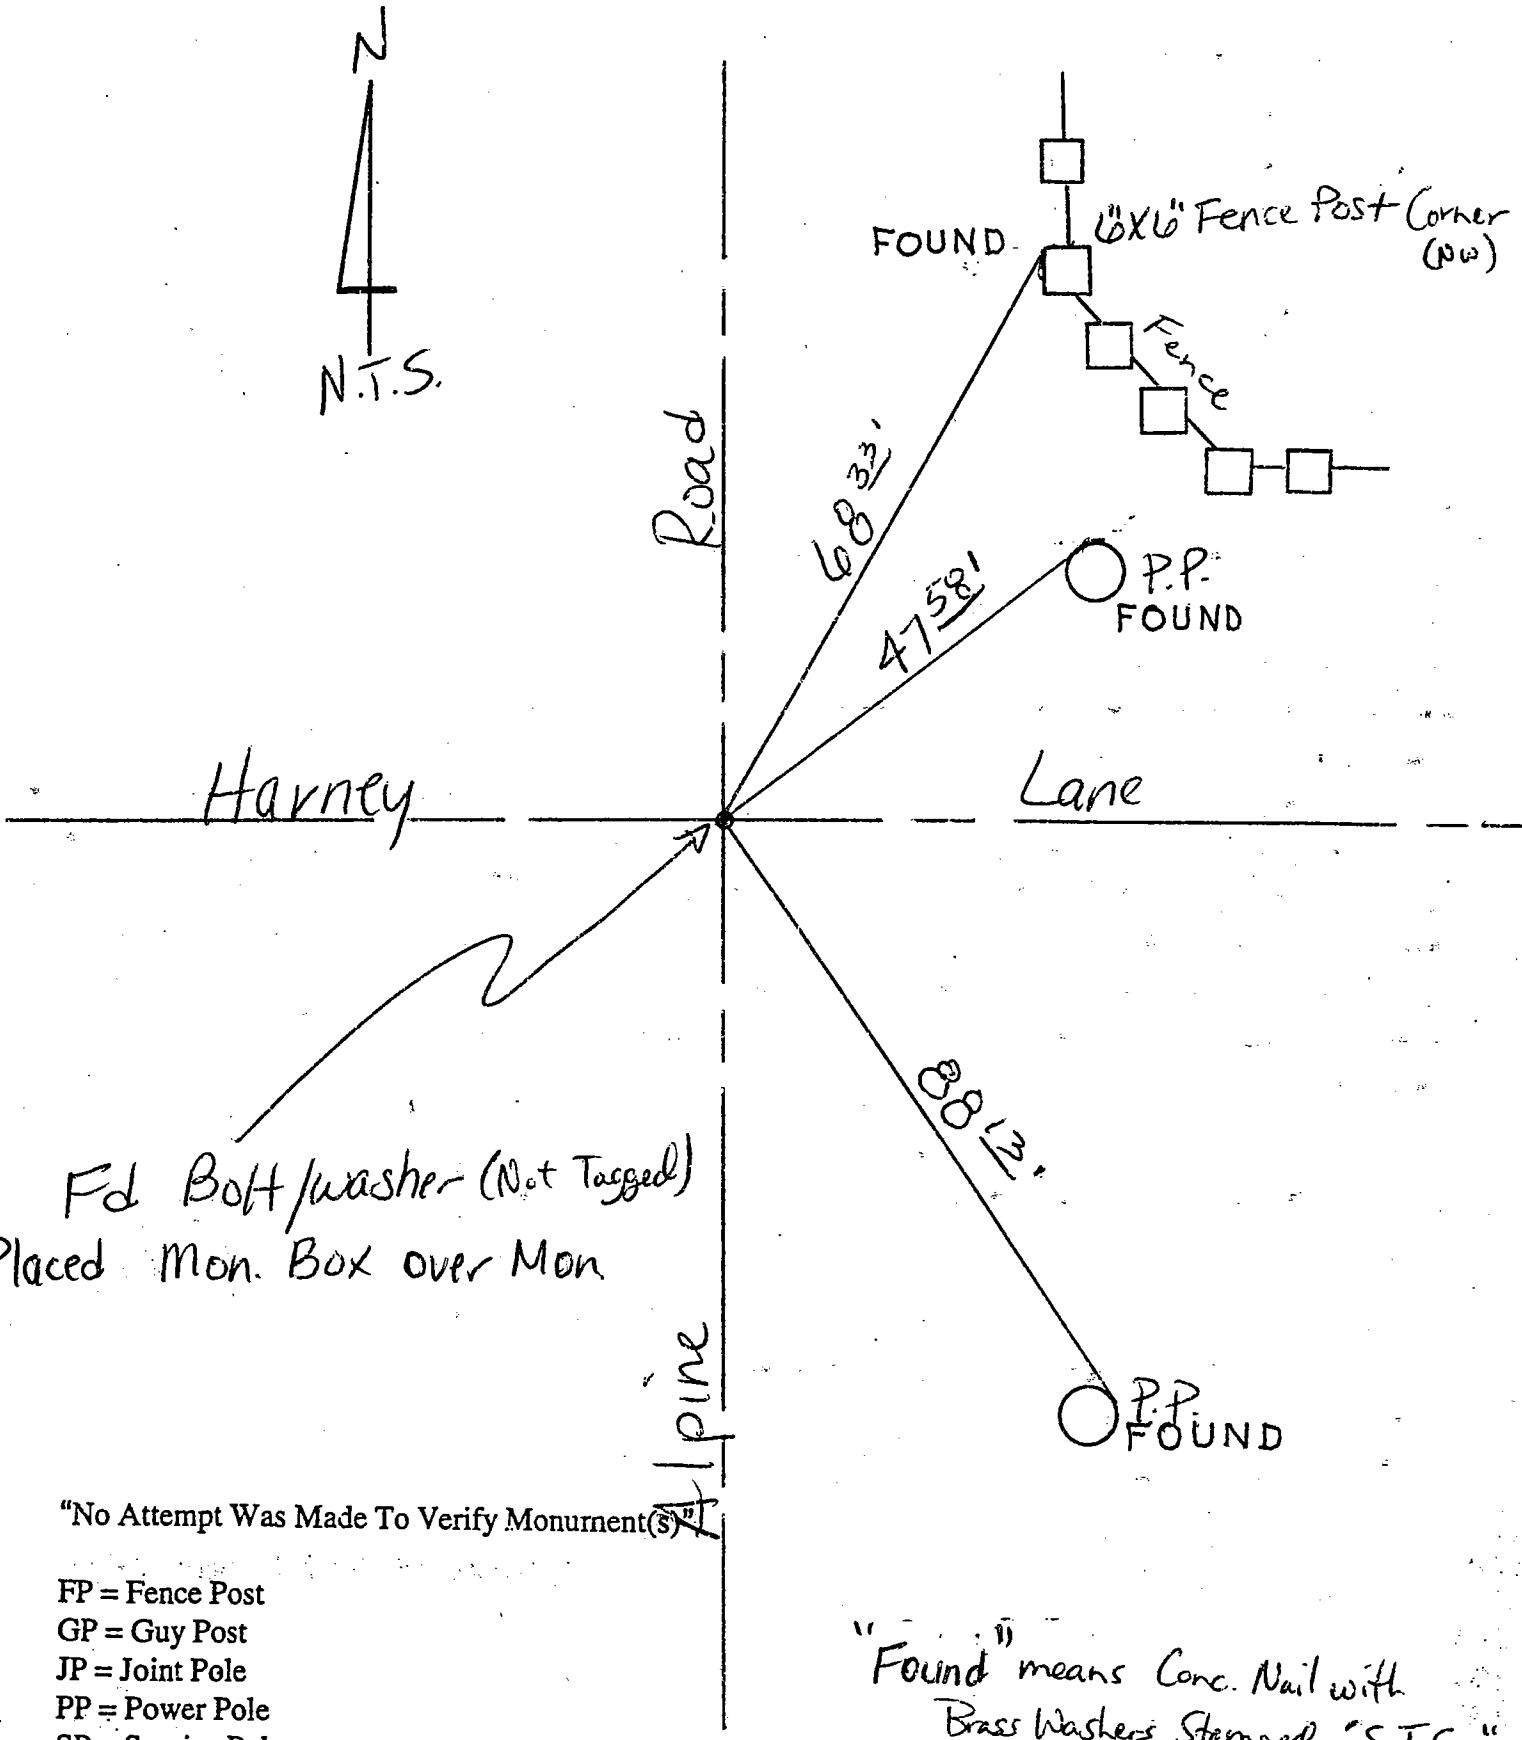 N
N.T.S.
FOUND
6"X6" Fence Post Corner
(NW)
Fence
Road
68 33'
47 58'
P.P.
FOUND
Harney
Lane
88 13'
Fd Bolt/washer (Not Tagged)
Placed Mon. Box over Mon.
Alpine
P.P.
FOUND
"No Attempt Was Made To Verify Monument(s)"
FP = Fence Post
GP = Guy Post
JP = Joint Pole
PP = Power Pole
"Found" means Conc. Nail with
Brass Washers Stamped "S.J.C."